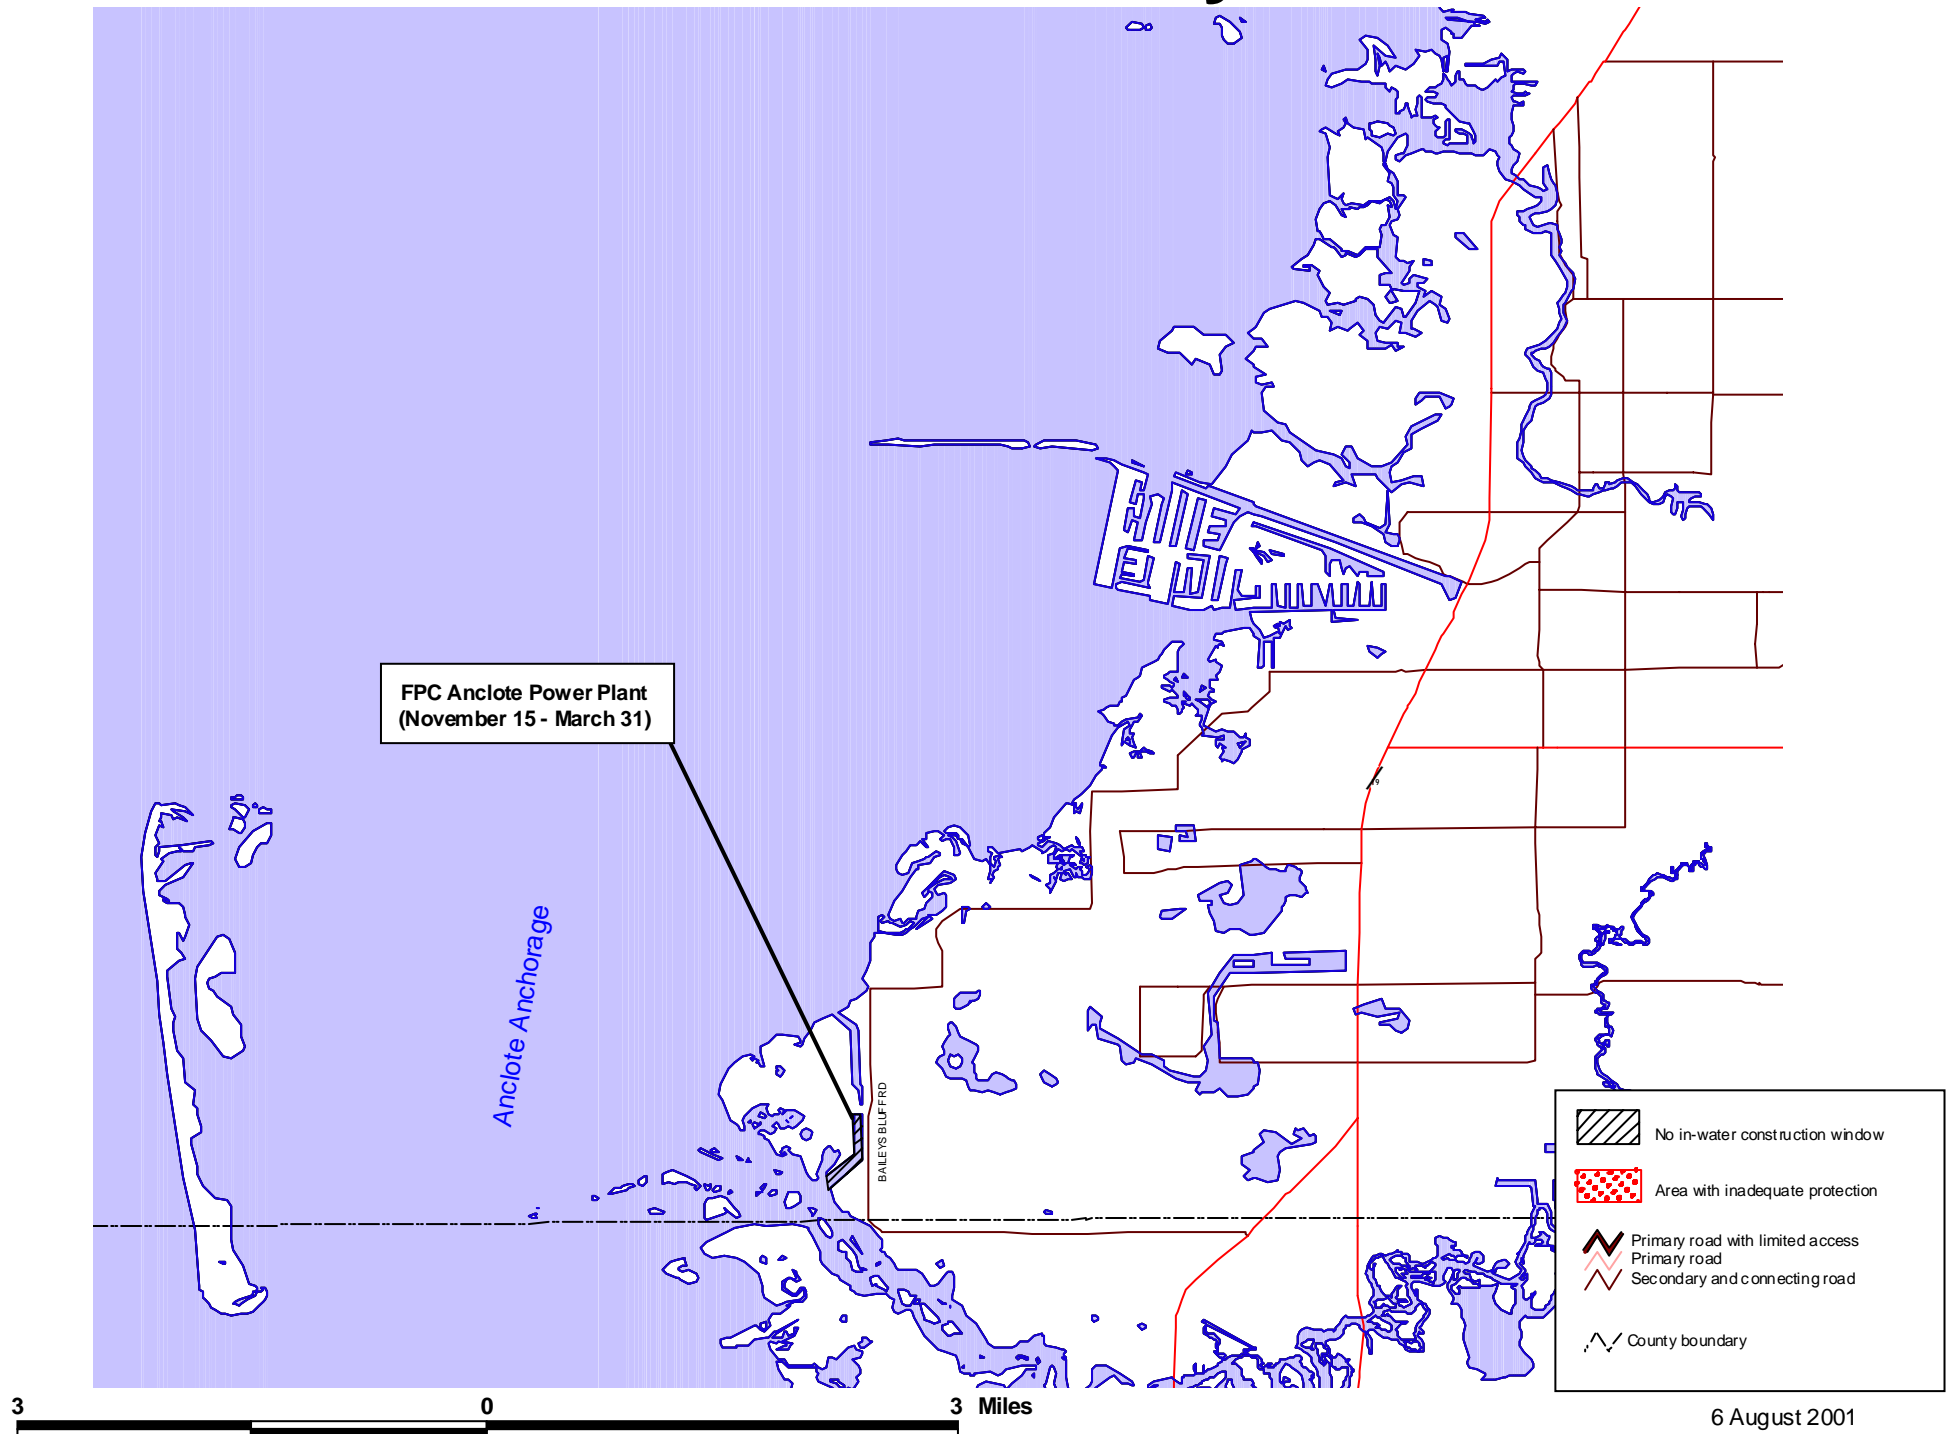 FPC Anclote Power Plant
(November 15 - March 31)
Anclote Anchorage
BAILEYS BLUFF RD
19
No in-water construction window
Area with inadequate protection
Primary road with limited access
Primary road
Secondary and connecting road
County boundary
3 0 3 Miles
6 August 2001